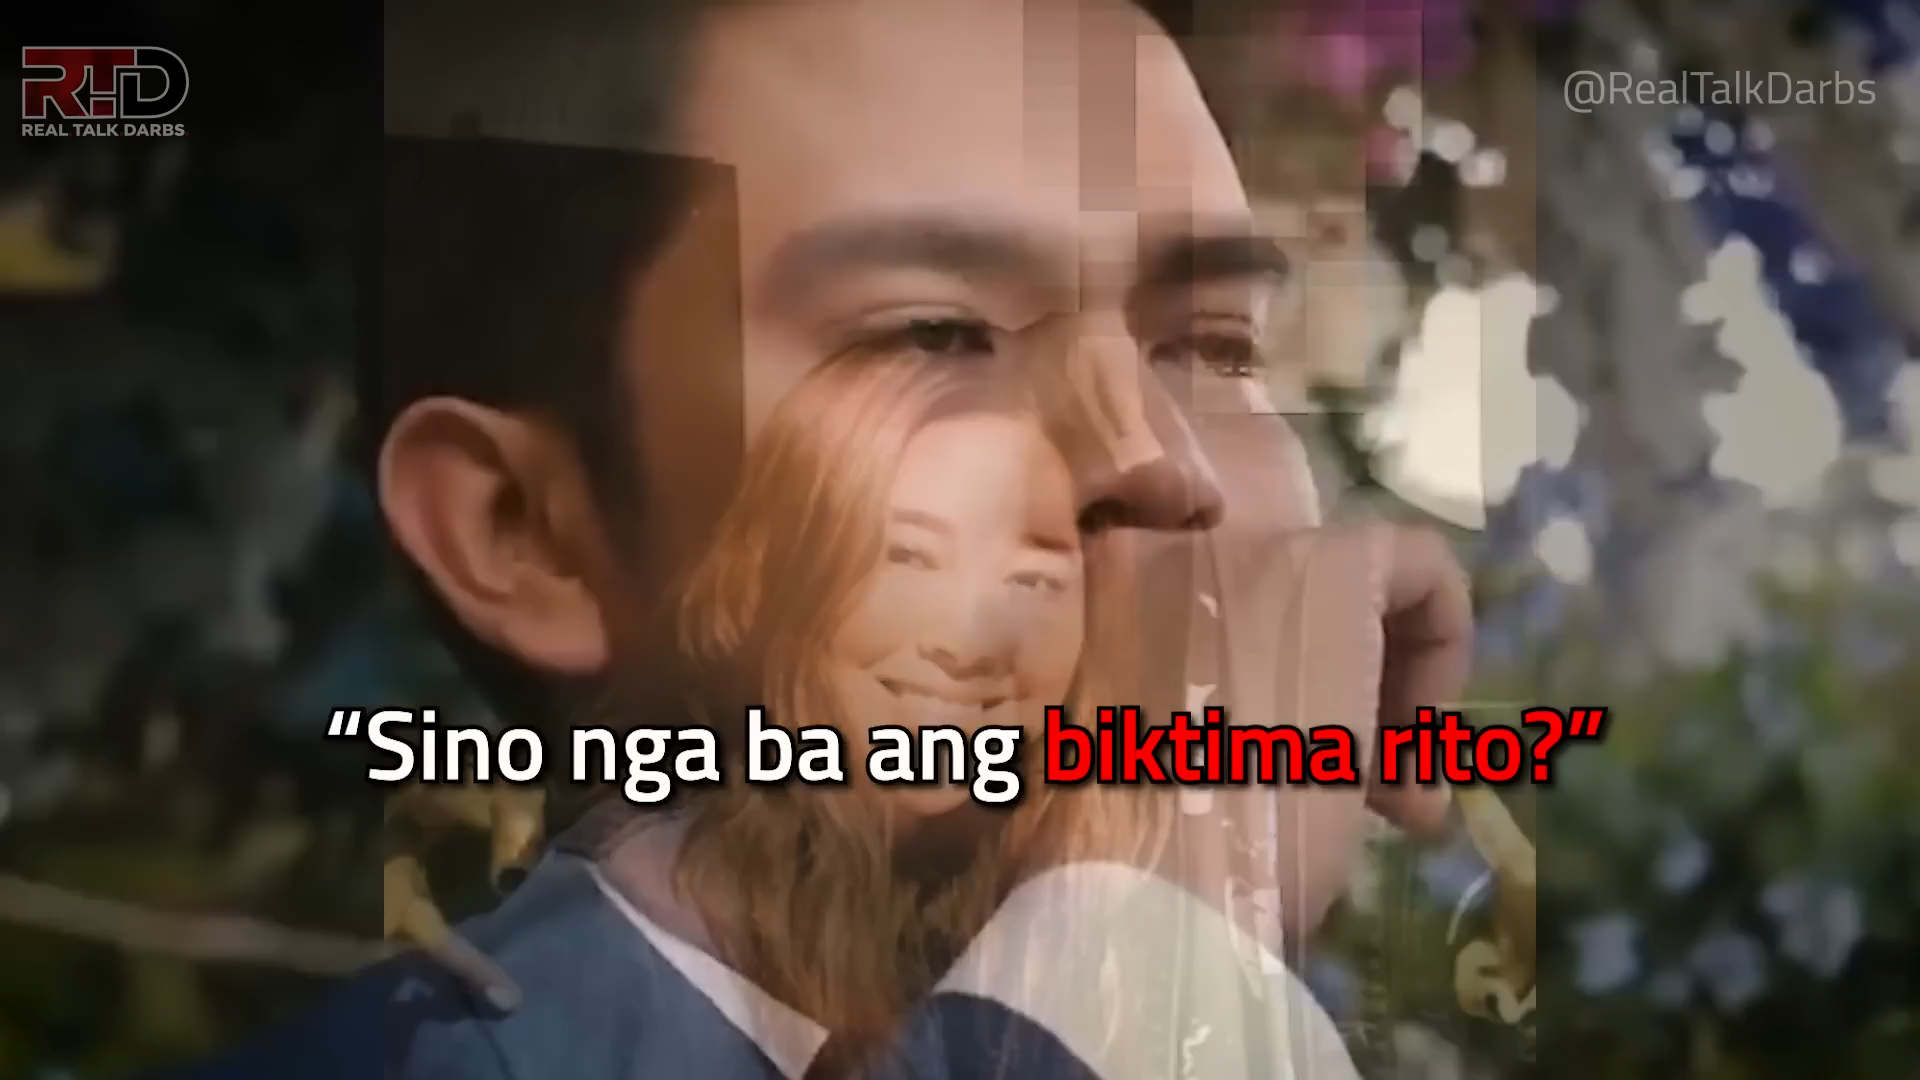 RTD
REAL TALK DARBS
@RealTalkDarbs
“Sino nga ba ang biktima rito?”